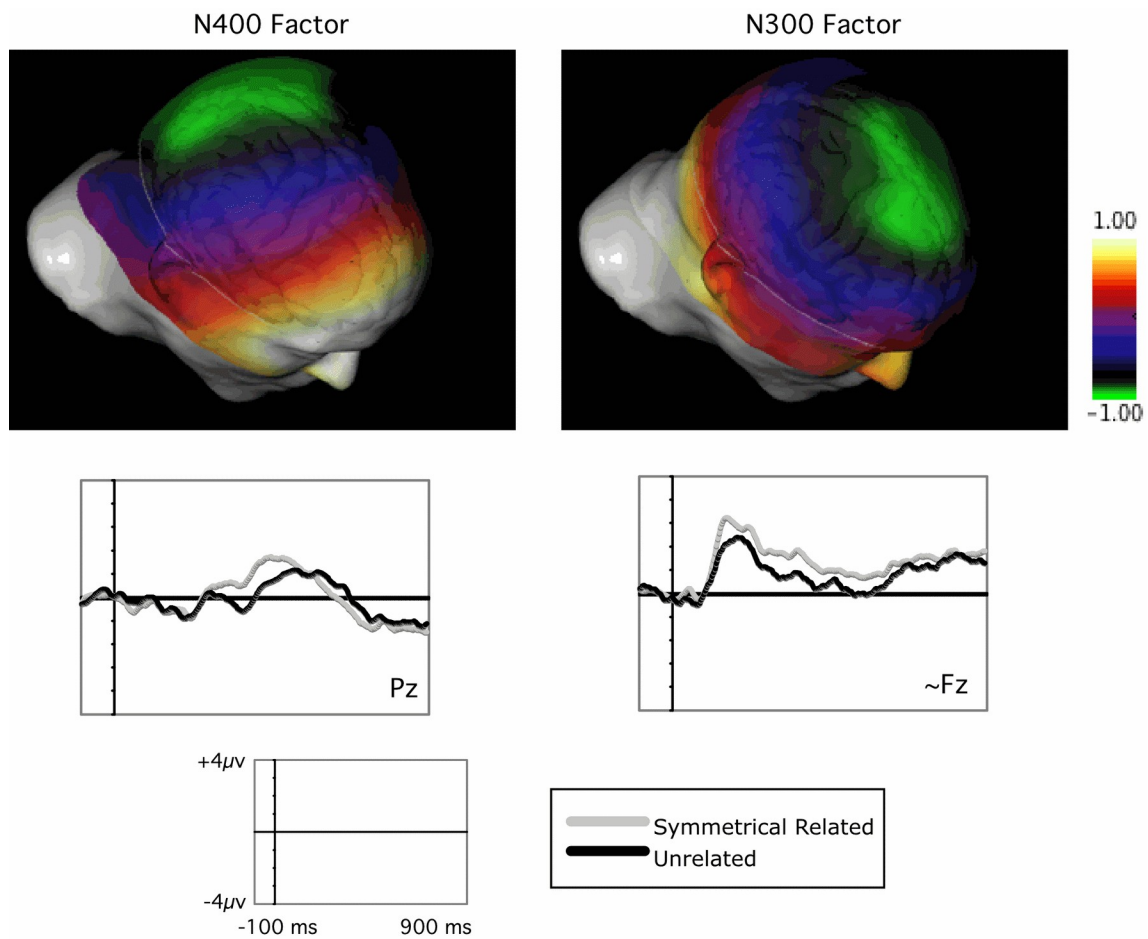 N400 Factor
N300 Factor
1.00
-1.00
Pz
~Fz
+4μv
-4μv
-100 ms
900 ms
Symmetrical Related
Unrelated